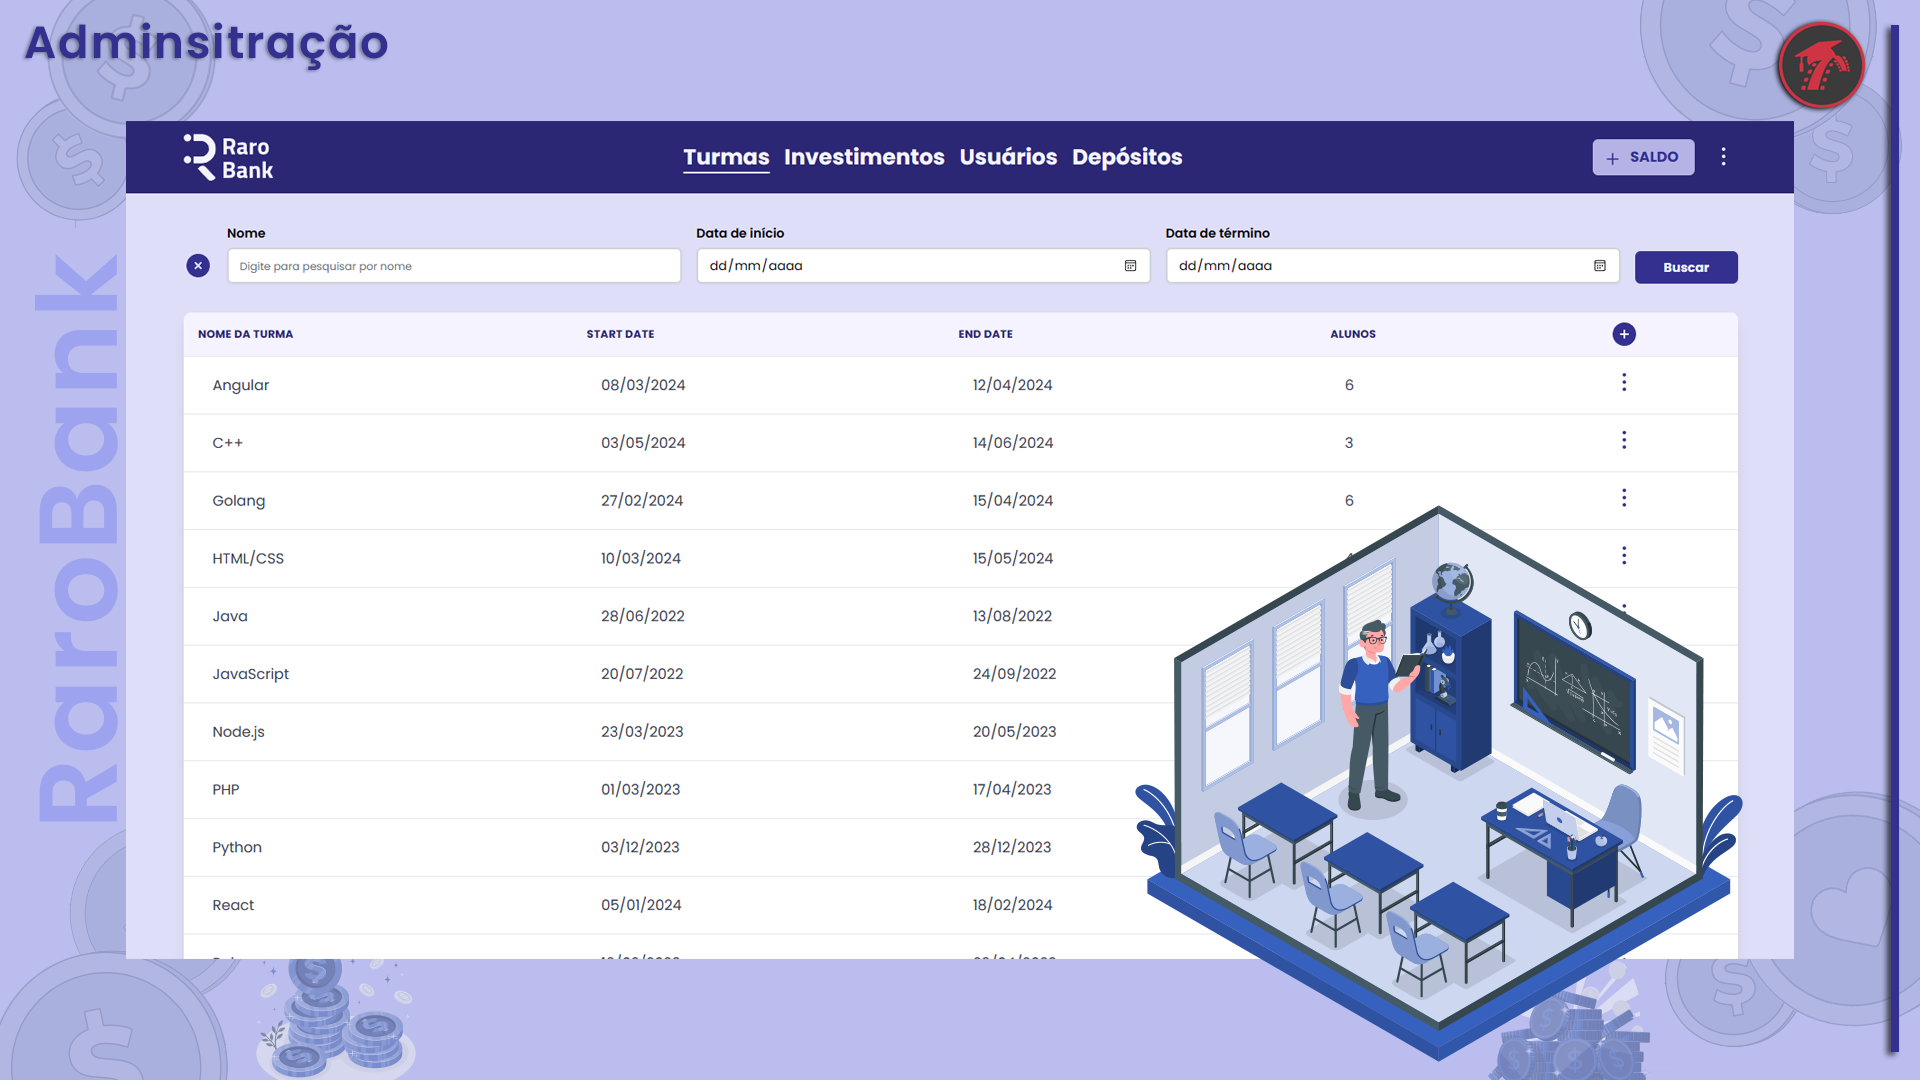 Adminsitração
RaroBank
Raro
Bank
Turmas Investimentos Usuários Depósitos
+ SALDO
Nome Data de início Data de término
Digite para pesquisar por nome dd/mm/aaaa dd/mm/aaaa Buscar
NOME DA TURMA START DATE END DATE ALUNOS
Angular 08/03/2024 12/04/2024 6
C++ 03/05/2024 14/06/2024 3
Golang 27/02/2024 15/04/2024 6
HTML/CSS 10/03/2024 15/05/2024
Java 28/06/2022 13/08/2022
JavaScript 20/07/2022 24/09/2022
Node.js 23/03/2023 20/05/2023
PHP 01/03/2023 17/04/2023
Python 03/12/2023 28/12/2023
React 05/01/2024 18/02/2024